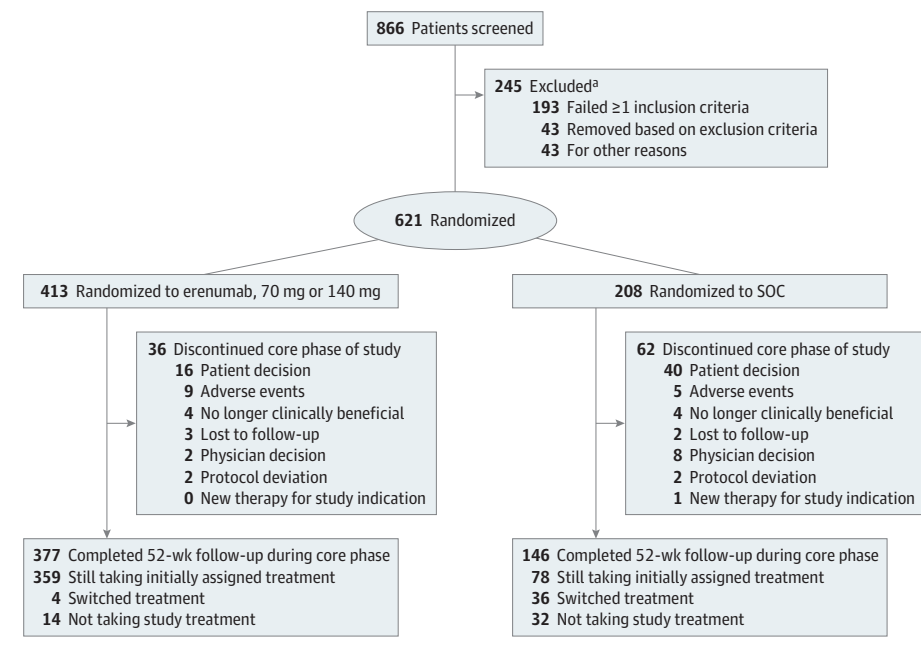 866 Patients screened
245 Excludedᵃ
193 Failed ≥1 inclusion criteria
43 Removed based on exclusion criteria
43 For other reasons
621 Randomized
413 Randomized to erenumab, 70 mg or 140 mg
208 Randomized to SOC
36 Discontinued core phase of study
16 Patient decision
9 Adverse events
4 No longer clinically beneficial
3 Lost to follow-up
2 Physician decision
2 Protocol deviation
0 New therapy for study indication
62 Discontinued core phase of study
40 Patient decision
5 Adverse events
4 No longer clinically beneficial
2 Lost to follow-up
8 Physician decision
2 Protocol deviation
1 New therapy for study indication
377 Completed 52-wk follow-up during core phase
359 Still taking initially assigned treatment
4 Switched treatment
14 Not taking study treatment
146 Completed 52-wk follow-up during core phase
78 Still taking initially assigned treatment
36 Switched treatment
32 Not taking study treatment